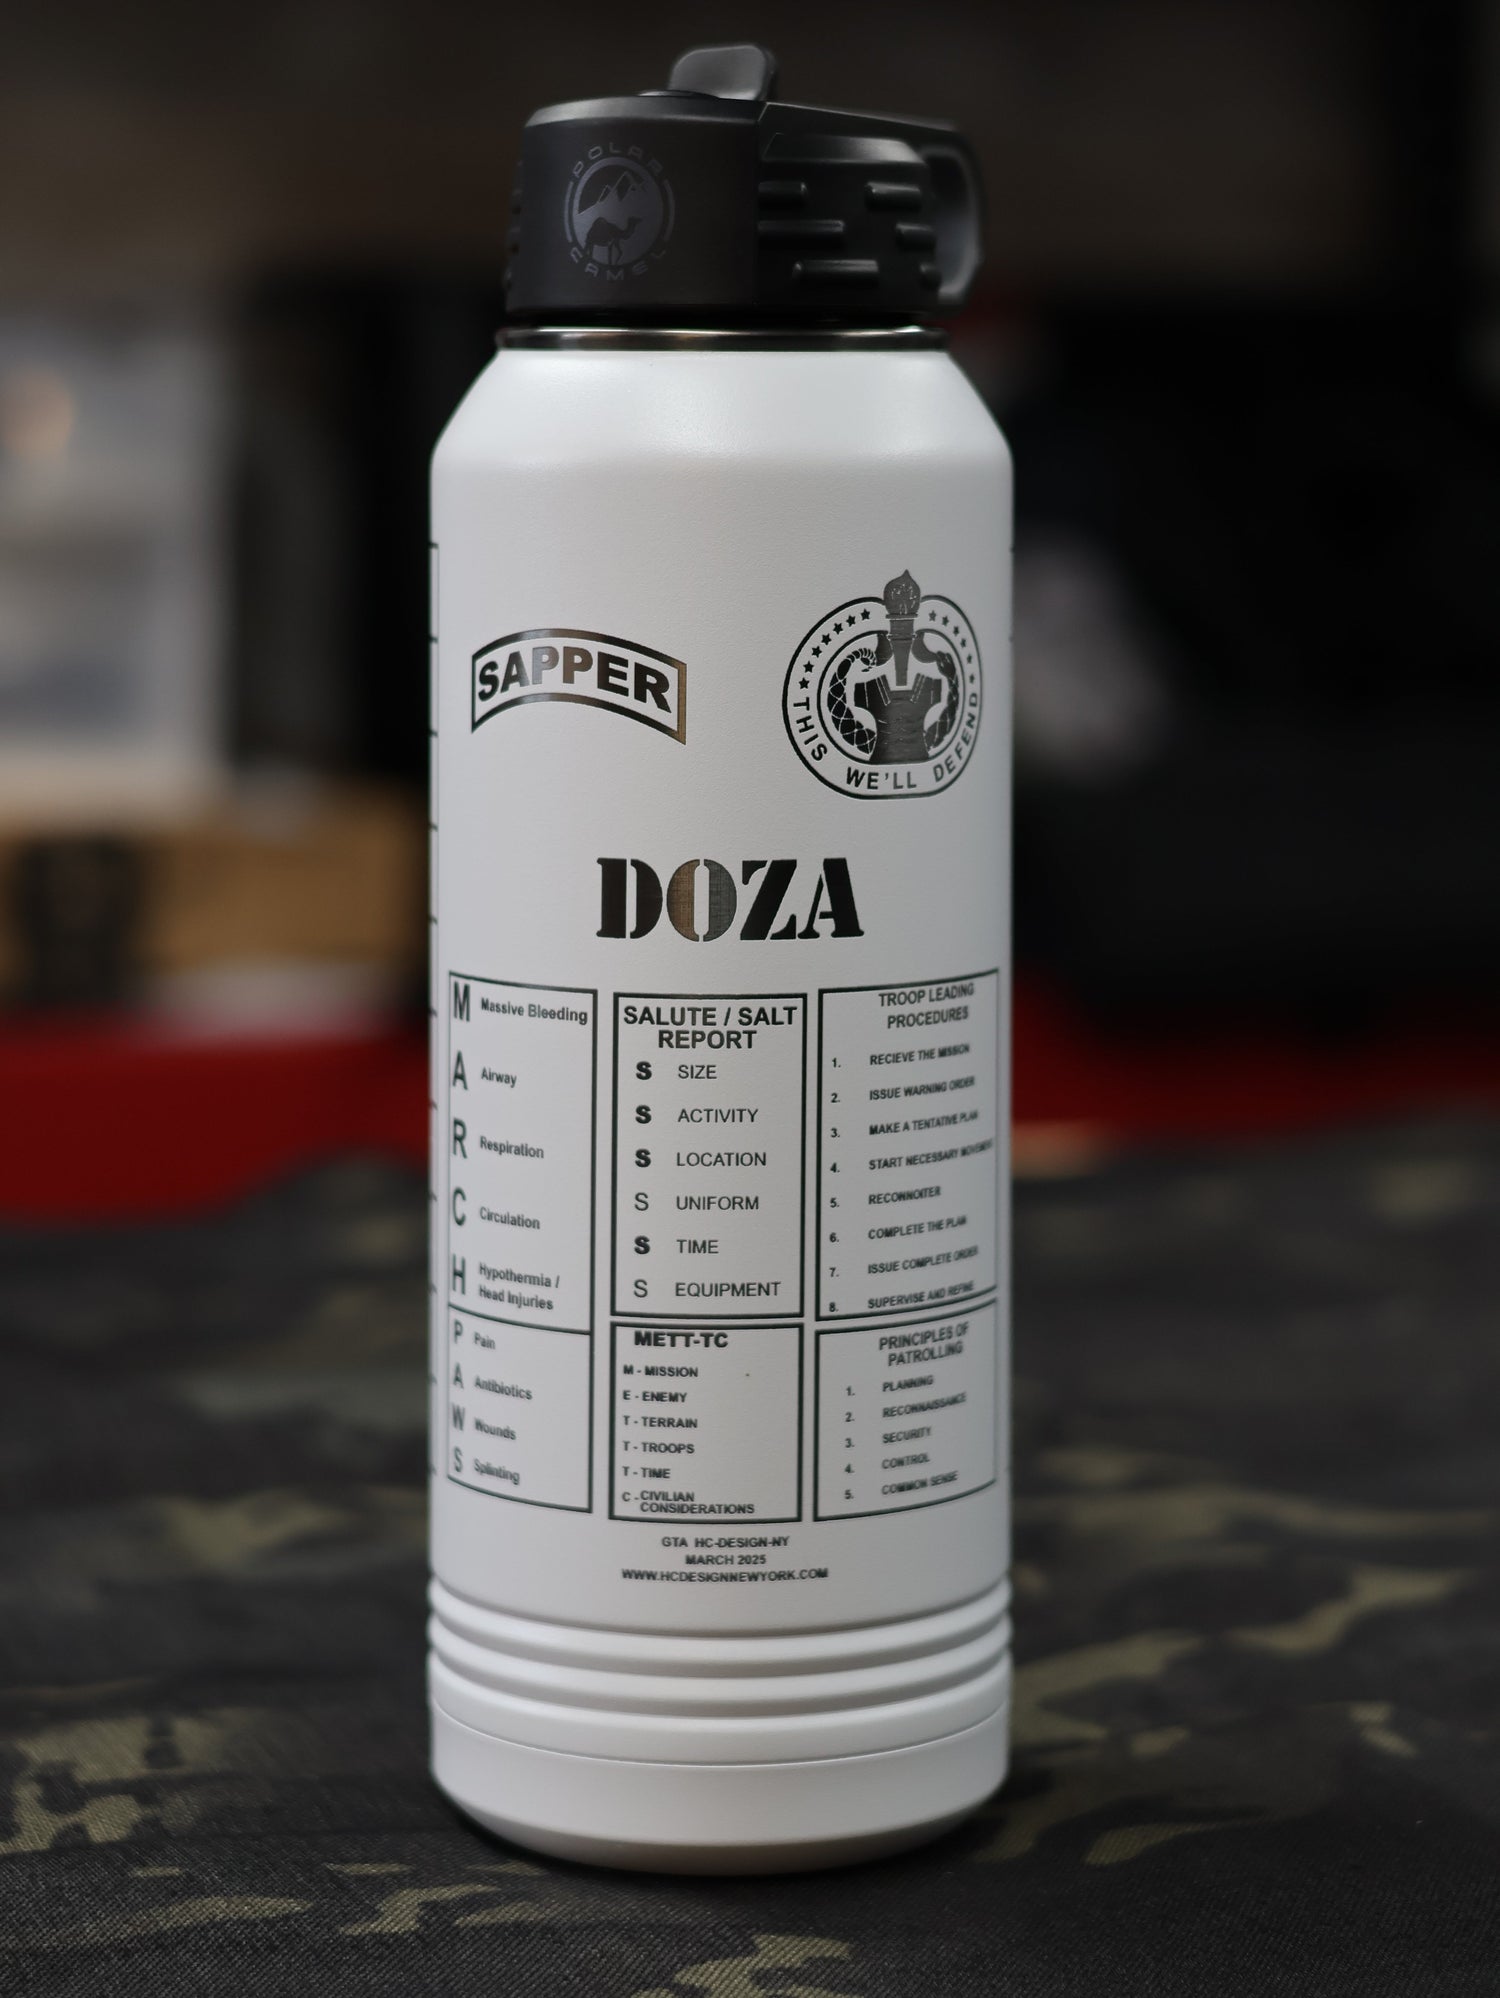 POLAR
CAMEL
SAPPER
THIS WE'LL DEFEND
DOZA
M Massive Bleeding
A Airway
R Respiration
C Circulation
H Hypothermia /
Head Injuries
P Pain
A Antibiotics
W Wounds
S Splinting
SALUTE / SALT
REPORT
S SIZE
S ACTIVITY
S LOCATION
S UNIFORM
S TIME
S EQUIPMENT
METT-TC
M - MISSION
E - ENEMY
T - TERRAIN
T - TROOPS
T - TIME
C - CIVILIAN
CONSIDERATIONS
TROOP LEADING
PROCEDURES
1. RECIEVE THE MISSION
2. ISSUE WARNING ORDER
3. MAKE A TENTATIVE PLAN
4. START NECESSARY MOVEMENT
5. RECONNOITER
6. COMPLETE THE PLAN
7. ISSUE COMPLETE ORDER
8. SUPERVISE AND REFINE
PRINCIPLES OF
PATROLLING
1. PLANNING
2. RECONNAISSANCE
3. SECURITY
4. CONTROL
5. COMMON SENSE
GTA HC-DESIGN-NY
MARCH 2025
WWW.HCDESIGNNEWYORK.COM